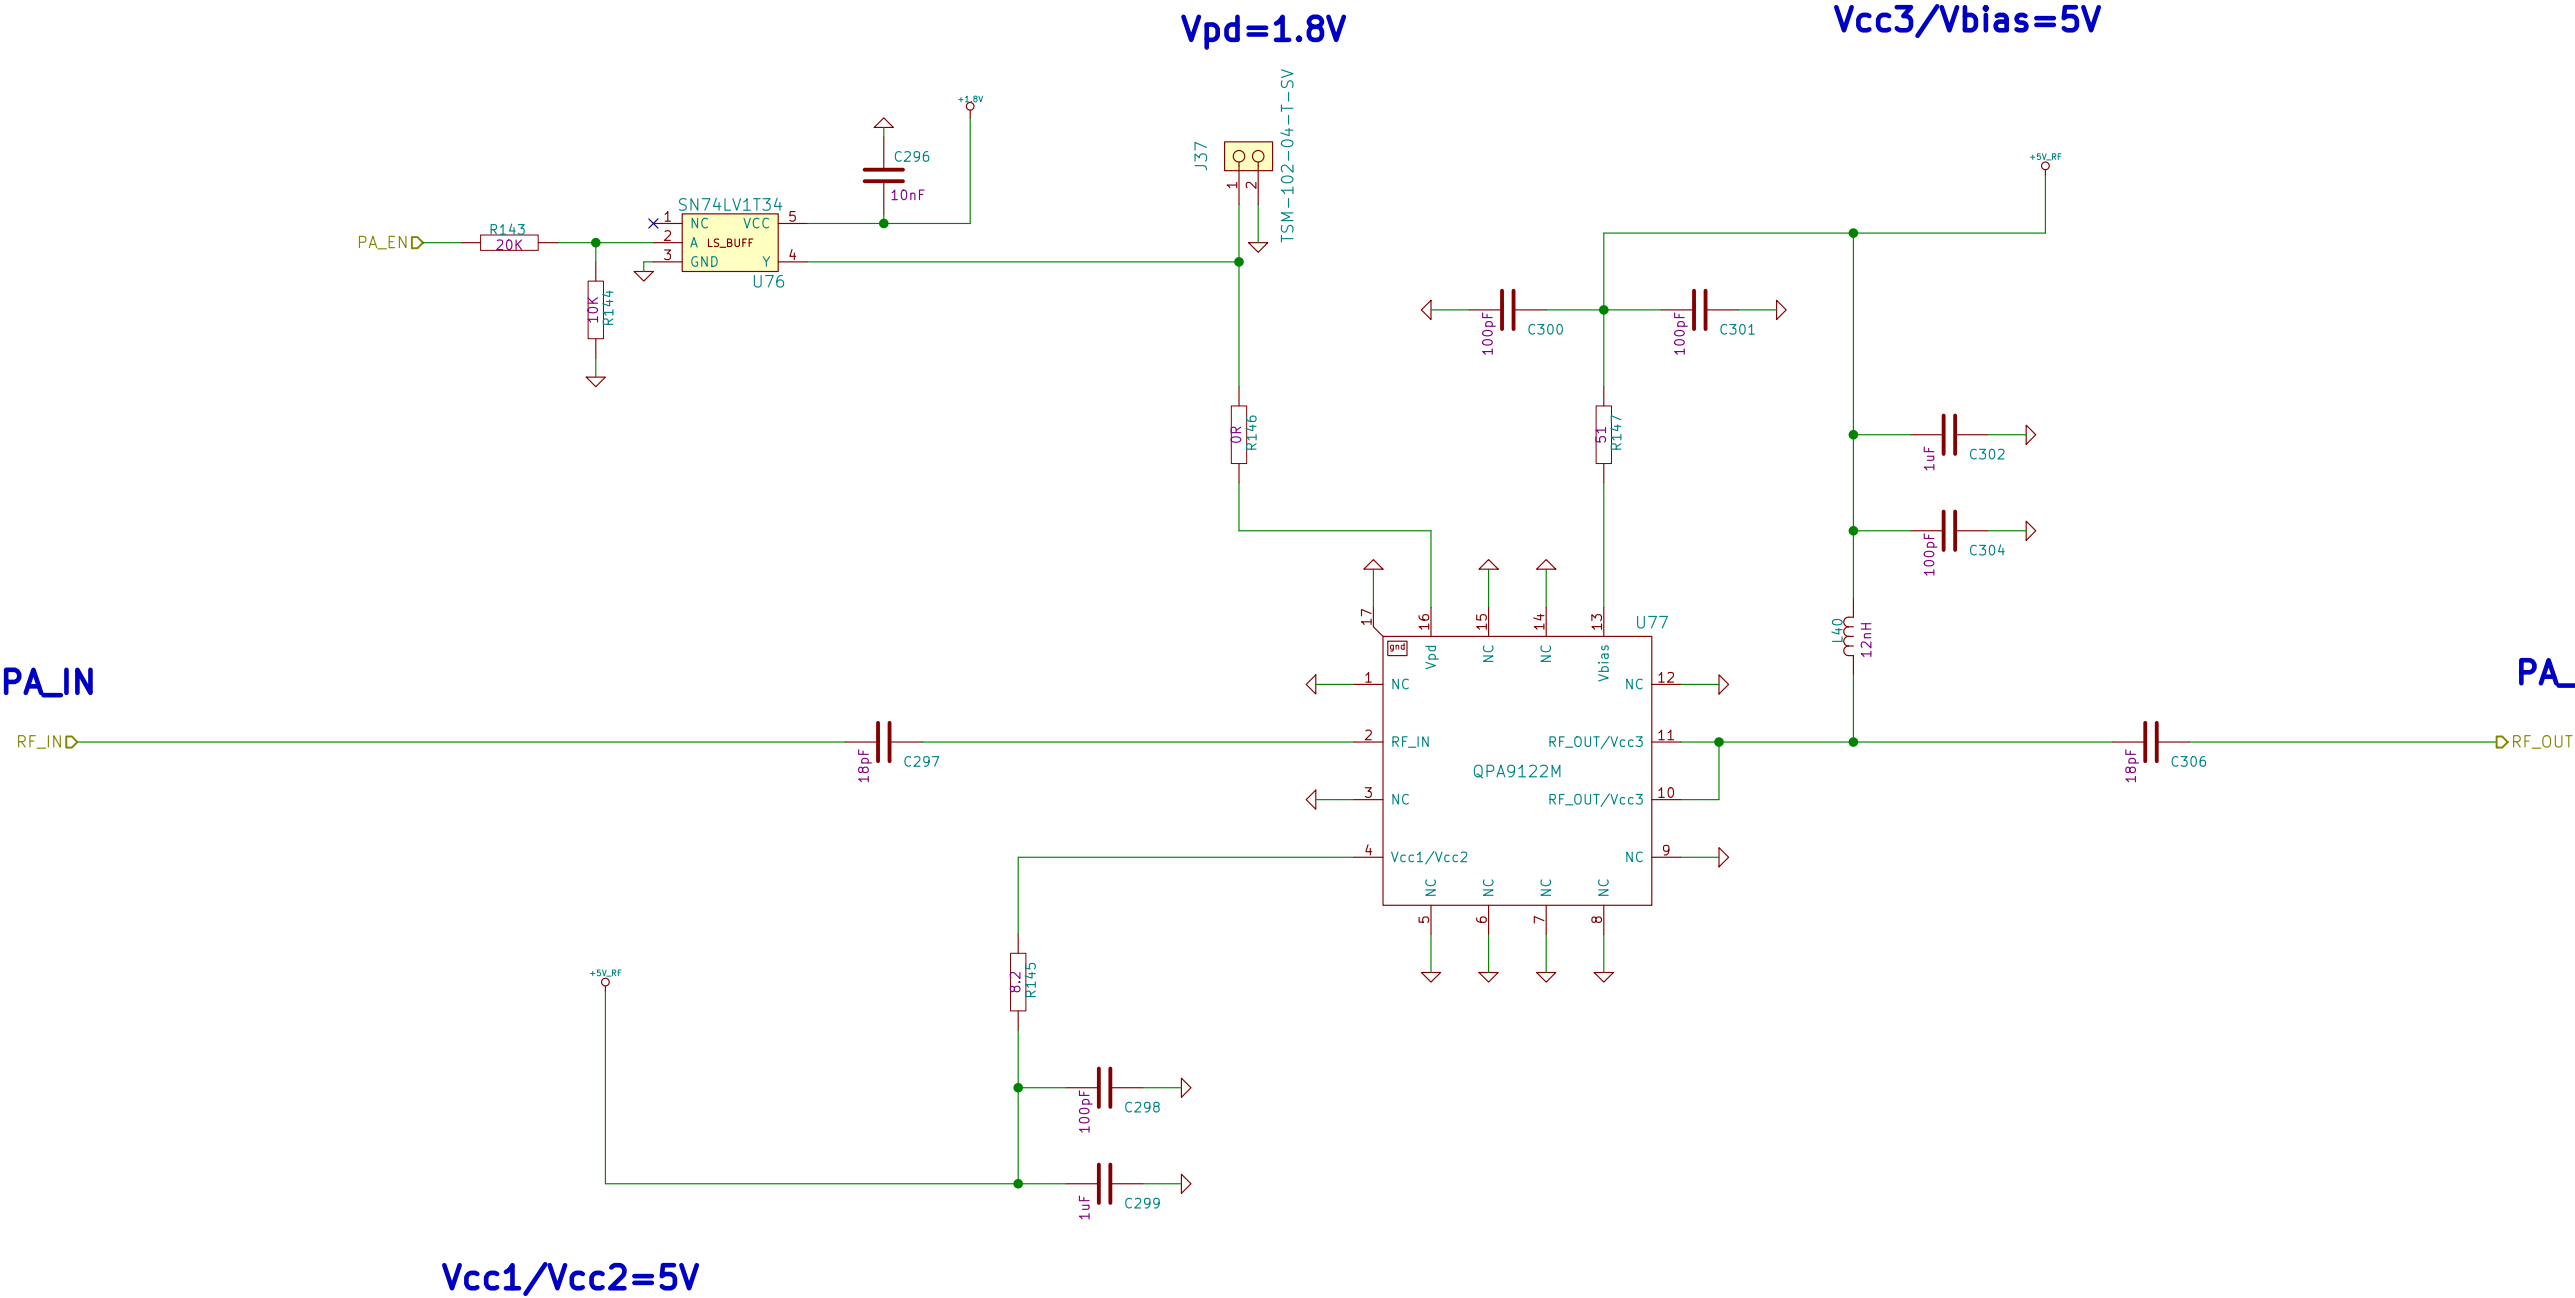 Vpd=1.8V
Vcc3/Vbias=5V
+1.8V
TSM-102-04-T-SV
J37
1
2
C296
10nF
+5V_RF
SN74LV1T34
1
NC
VCC
5
2
A
LS_BUFF
3
GND
Y
4
U76
PA_EN
R143
20K
10K
R144
100pF
C300
100pF
C301
0R
R146
51
R147
1uF
C302
100pF
C304
L40
12nH
17
16
15
14
13
U77
gnd
Vpd
NC
NC
Vbias
PA_IN
PA_
1
NC
NC
12
RF_IN
18pF
C297
2
RF_IN
RF_OUT/Vcc3
11
18pF
C306
RF_OUT
QPA9122M
3
NC
RF_OUT/Vcc3
10
4
Vcc1/Vcc2
NC
9
NC
NC
NC
NC
5
6
7
8
+5V_RF
8.2
R145
100pF
C298
1uF
C299
Vcc1/Vcc2=5V